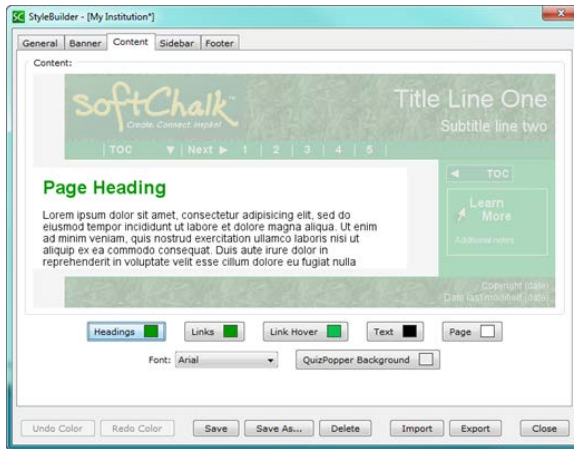 StyleBuilder - [My Institution*]
General Banner Content Sidebar Footer
Content:
SoftChalk™
Create. Connect. Inspire!
Title Line One
Subtitle line two
TOC ▼ | Next ▶ 1 | 2 | 3 | 4 | 5 |
◀ TOC
Page Heading
Learn
More
Additional notes
Lorem ipsum dolor sit amet, consectetur adipisicing elit, sed do
eiusmod tempor incididunt ut labore et dolore magna aliqua. Ut enim
ad minim veniam, quis nostrud exercitation ullamco laboris nisi ut
aliquip ex ea commodo consequat. Duis aute irure dolor in
reprehenderit in voluptate velit esse cillum dolore eu fugiat nulla
Copyright (date)
Date last modified (date)
Headings Links Link Hover Text Page
Font: Arial QuizPopper Background
Undo Color Redo Color Save Save As... Delete Import Export Close